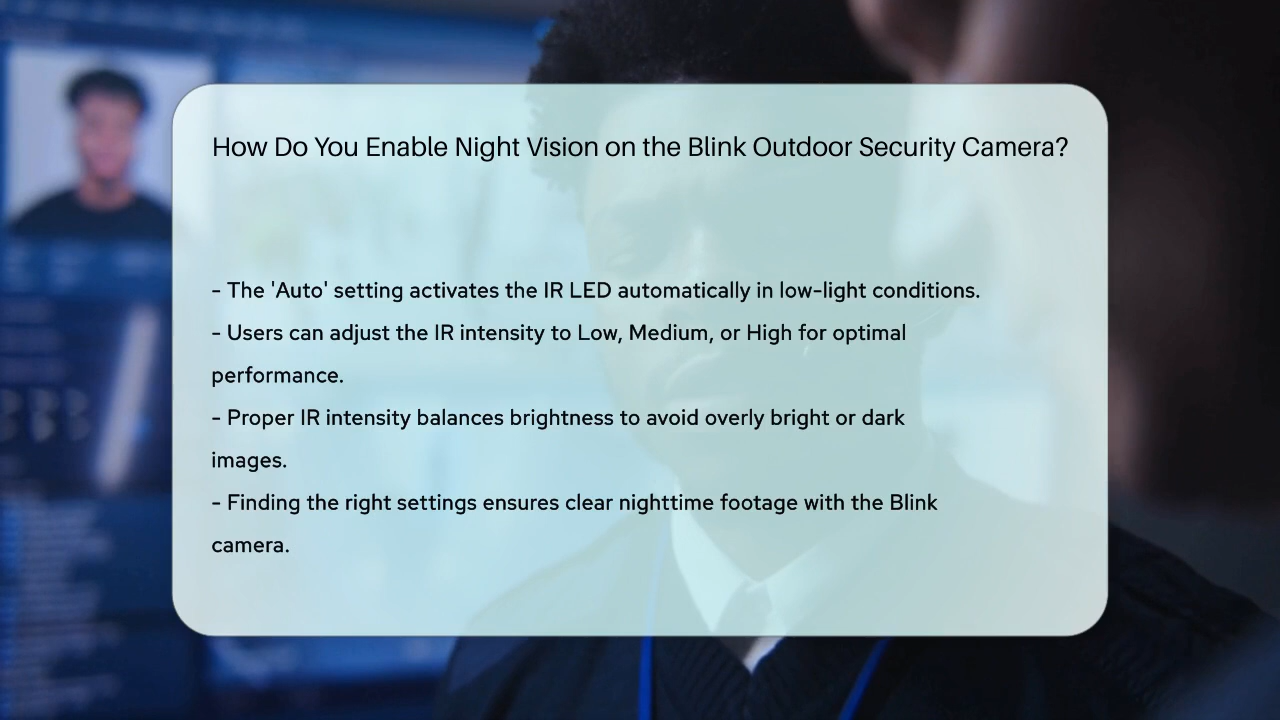 How Do You Enable Night Vision on the Blink Outdoor Security Camera?
- The 'Auto' setting activates the IR LED automatically in low-light conditions.
- Users can adjust the IR intensity to Low, Medium, or High for optimal
performance.
- Proper IR intensity balances brightness to avoid overly bright or dark
images.
- Finding the right settings ensures clear nighttime footage with the Blink
camera.